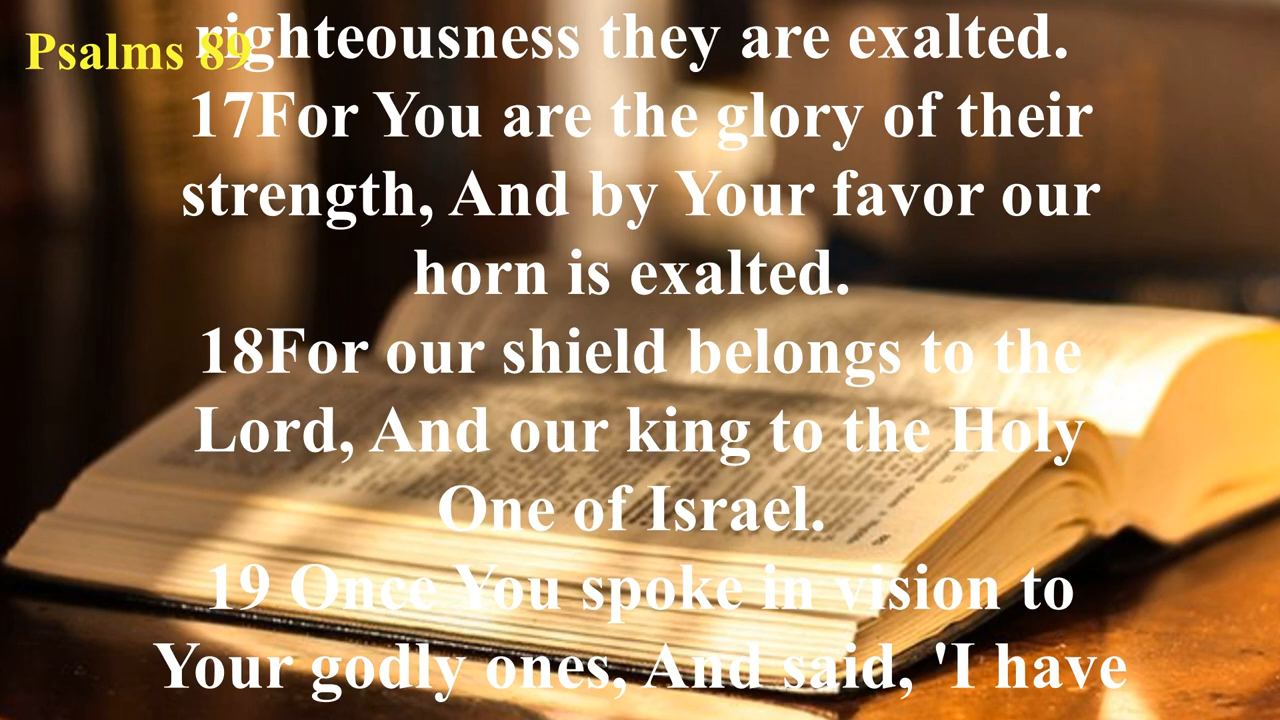 Psalms 89
righteousness they are exalted.
17For You are the glory of their
strength, And by Your favor our
horn is exalted.
18For our shield belongs to the
Lord, And our king to the Holy
One of Israel.
19 Once You spoke in vision to
Your godly ones, And said, 'I have